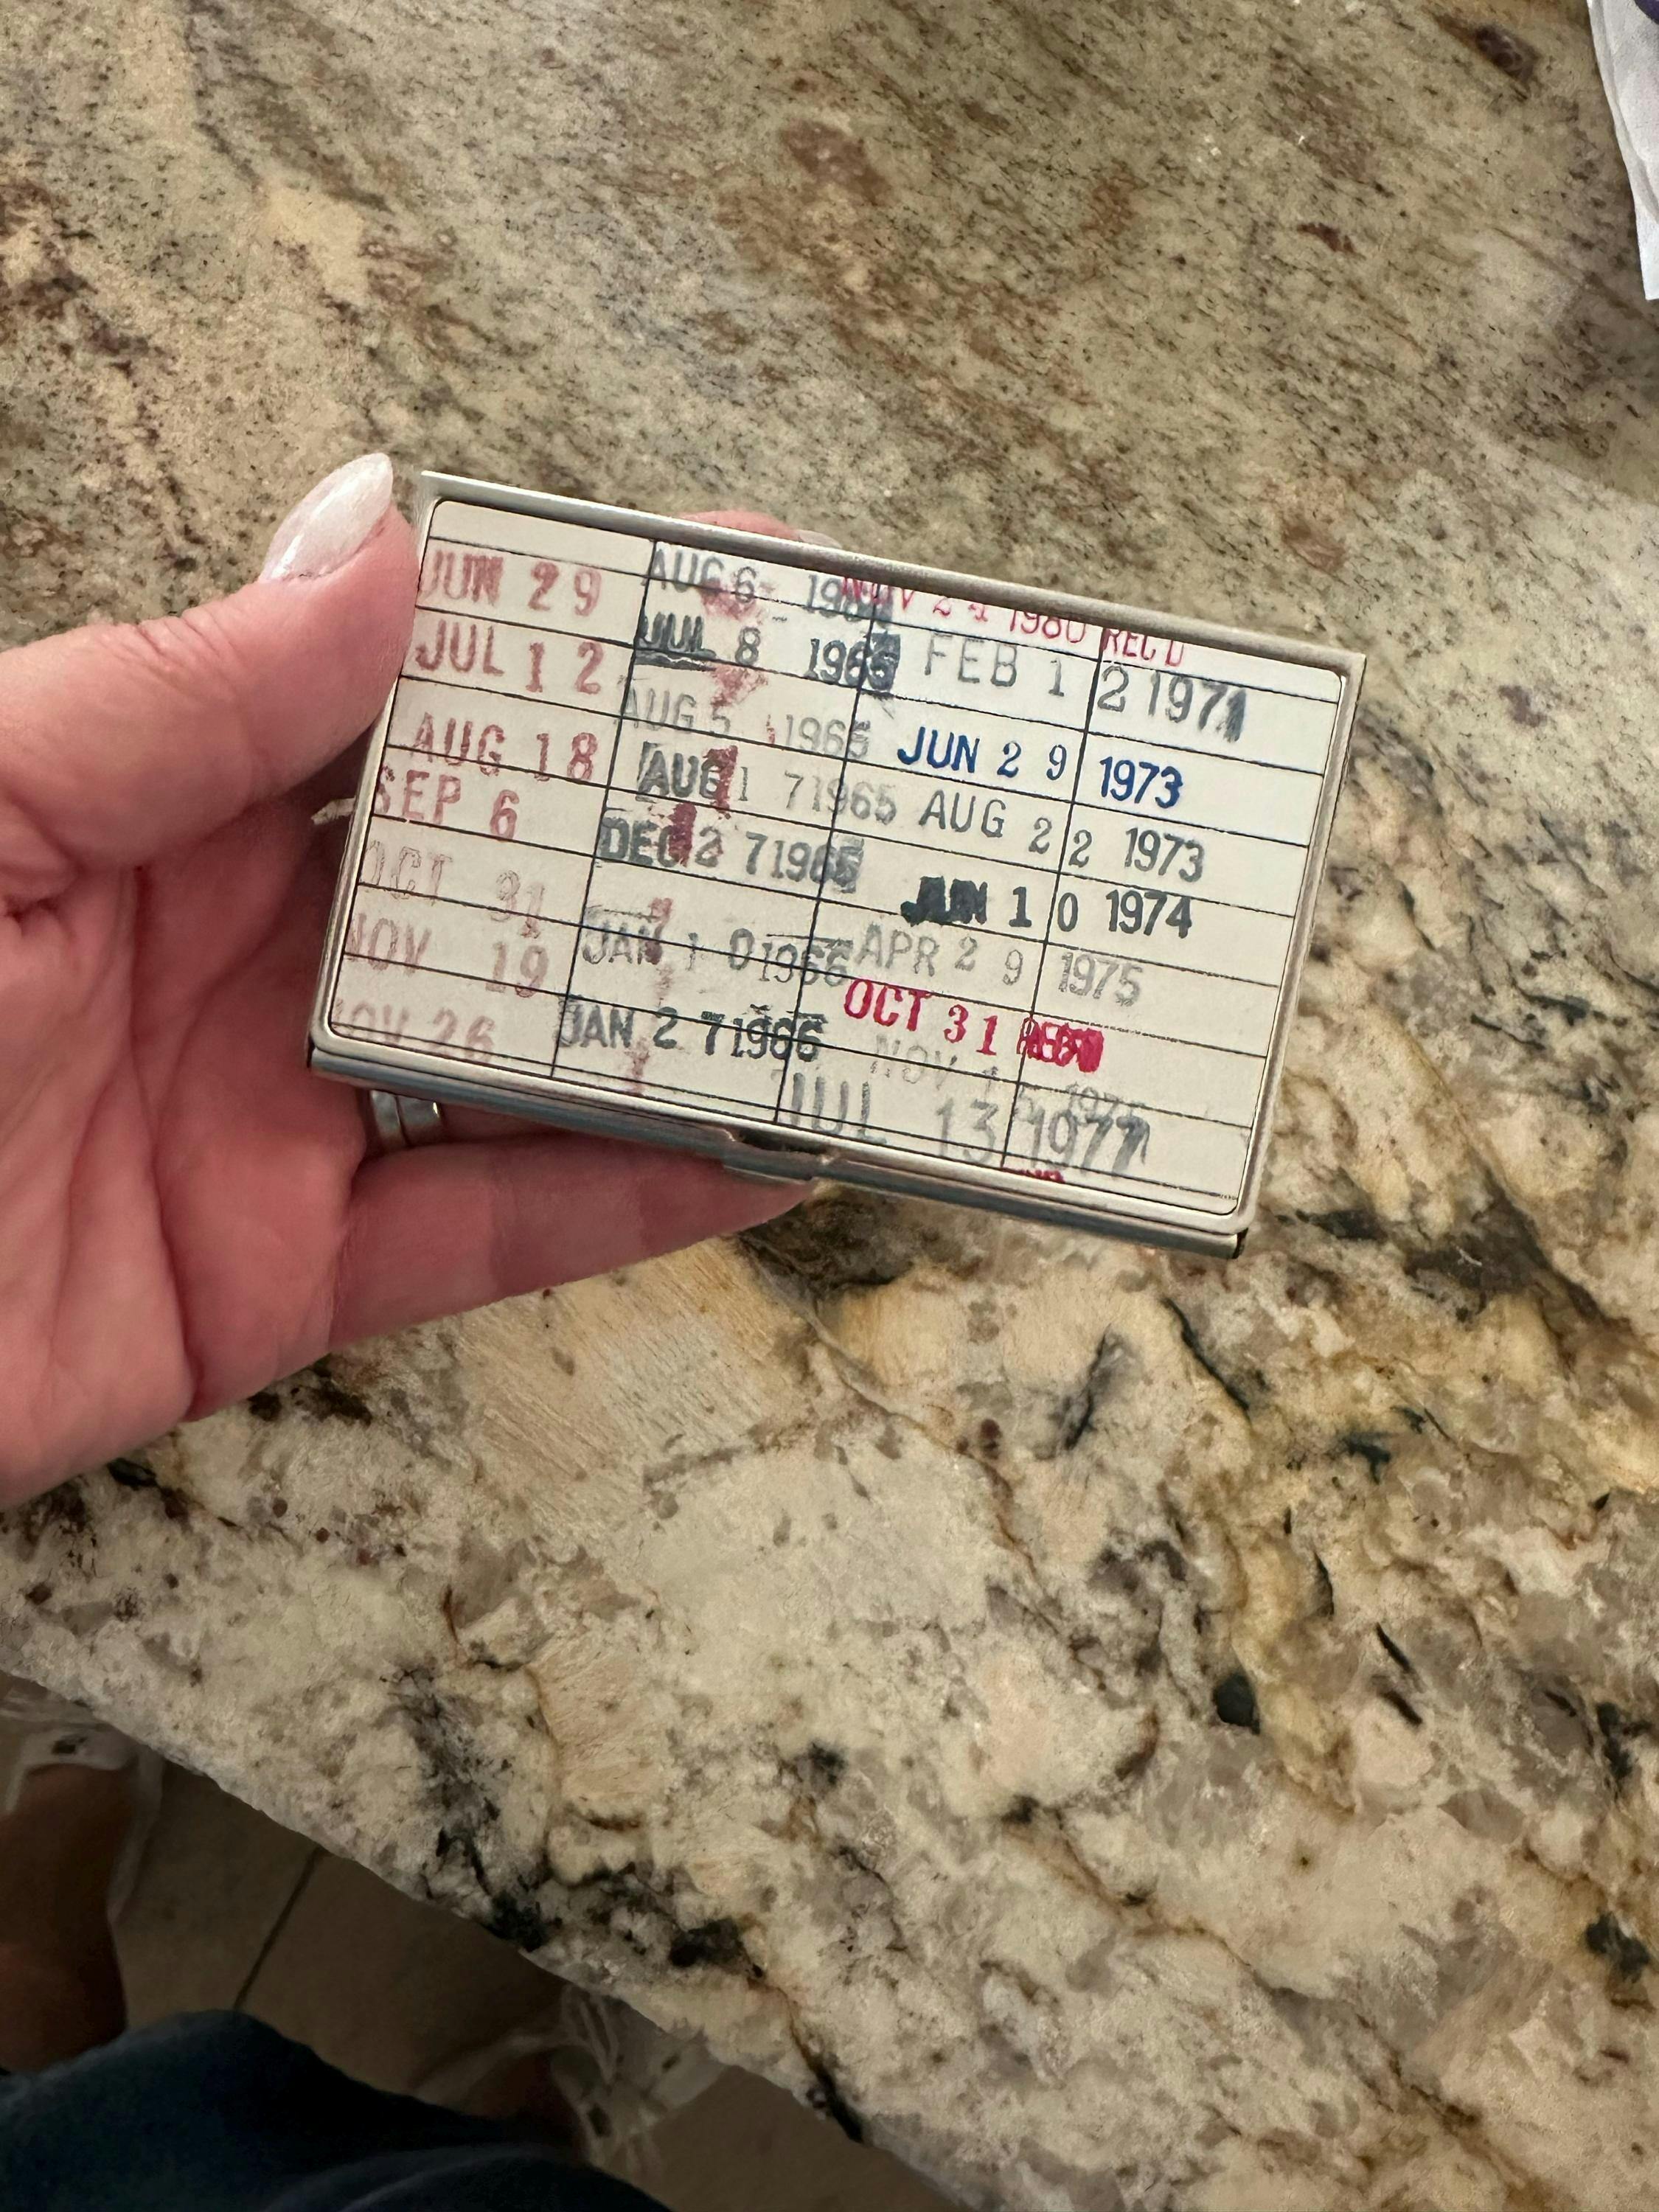 JUN 29
JUL 12
AUG 18
SEP 6
OCT 31
NOV 19
NOV 26
AUG 6
JUL 8 1965
AUG 5 1965
AUG 1 7 1965
DEC 2 7 1965
JAN 1 0 1966
JAN 2 7 1966
NOV 24 1980 REC'D
FEB 1 2 1971
JUN 2 9 1973
AUG 2 2 1973
JUN 1 0 1974
APR 2 9 1975
OCT 31
NOV 1
JUL 13 1977